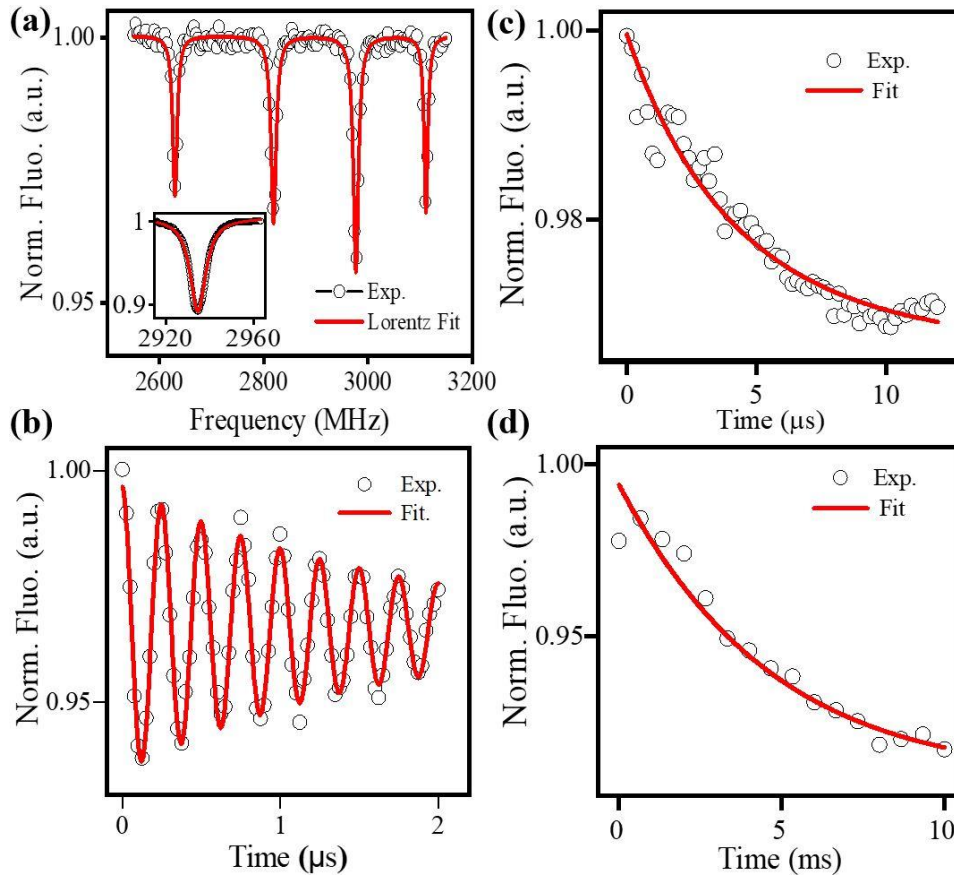 (a)
Norm. Fluo. (a.u.)
1.00
0.95
1
0.9
2920 2960
Exp.
Lorentz Fit
2600 2800 3000 3200
Frequency (MHz)
(c)
Norm. Fluo. (a.u.)
1.00
0.98
Exp.
Fit
0 5 10
Time (µs)
(b)
Norm. Fluo. (a.u.)
1.00
0.95
Exp.
Fit.
0 1 2
Time (µs)
(d)
Norm. Fluo. (a.u.)
1.00
0.95
Exp.
Fit
0 5 10
Time (ms)